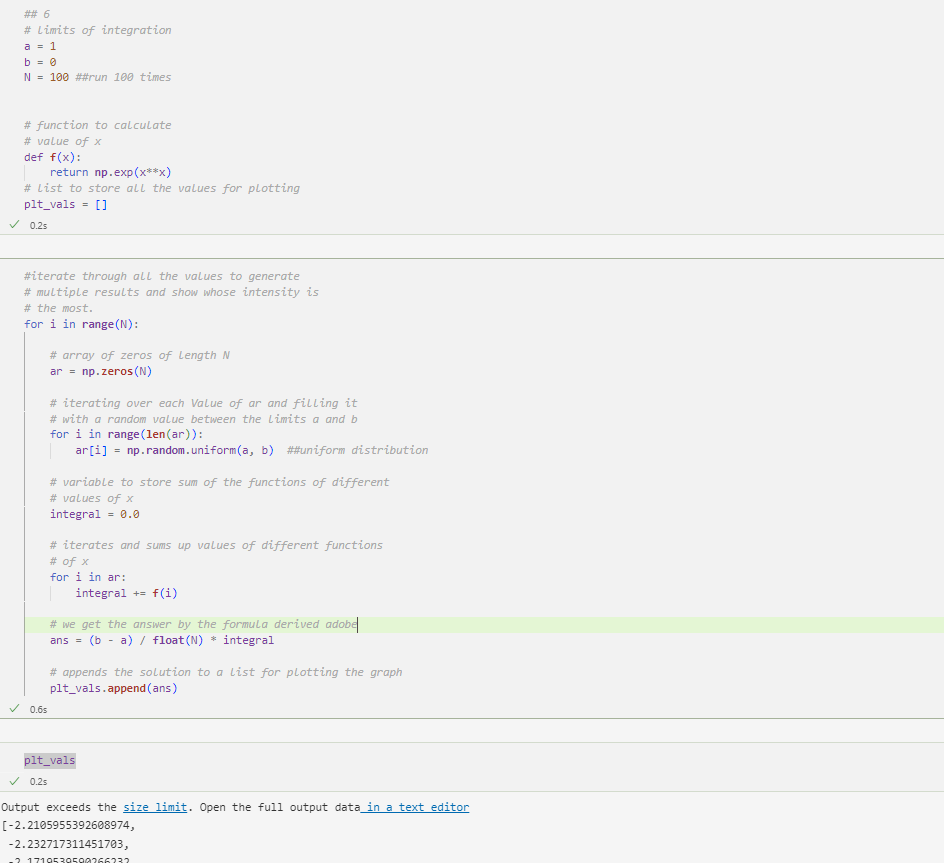 ## 6
# limits of integration
a = 1
b = 0
N = 100 ##run 100 times
# function to calculate
# value of x
def f(x):
    return np.exp(x**x)
# list to store all the values for plotting
plt_vals = []
0.2s
#iterate through all the values to generate
# multiple results and show whose intensity is
# the most.
for i in range(N):
    # array of zeros of length N
    ar = np.zeros(N)
    # iterating over each Value of ar and filling it
    # with a random value between the limits a and b
    for i in range(len(ar)):
        ar[i] = np.random.uniform(a, b)  ##uniform distribution
    # variable to store sum of the functions of different
    # values of x
    integral = 0.0
    # iterates and sums up values of different functions
    # of x
    for i in ar:
        integral += f(i)
    # we get the answer by the formula derived adobe
    ans = (b - a) / float(N) * integral
    # appends the solution to a list for plotting the graph
    plt_vals.append(ans)
0.6s
plt_vals
0.2s
Output exceeds the size limit. Open the full output data in a text editor
[-2.2105955392608974,
 -2.232717311451703,
 -2.1719539590266232